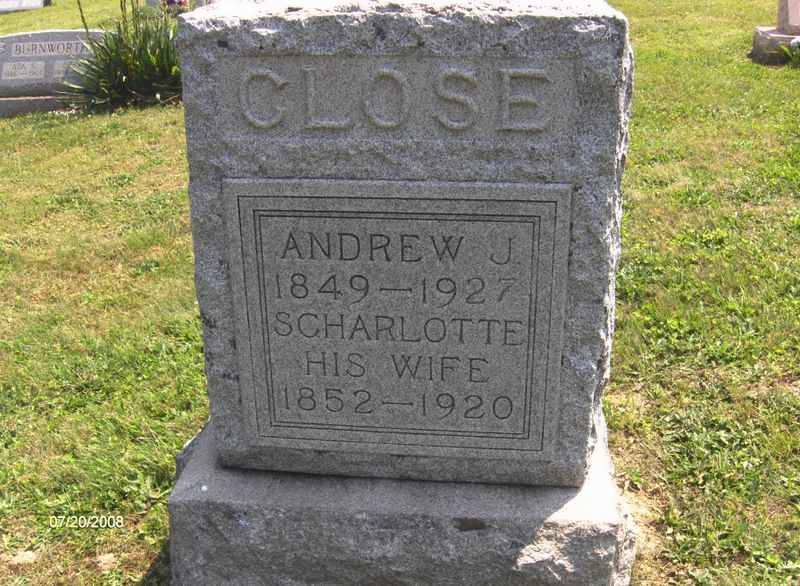 BURNWORTH
CLOSE
ANDREW J.
1849—1927
SCHARLOTTE
HIS WIFE
1852—1920
07/20/2008